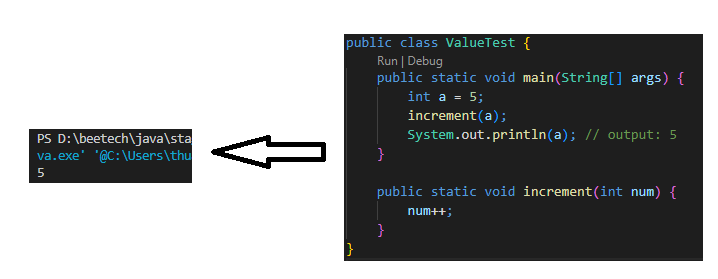 PS D:\beetech\java\sta
va.exe' '@C:\Users\thu
5
public class ValueTest {
Run | Debug
public static void main(String[] args) {
int a = 5;
increment(a);
System.out.println(a); // output: 5
}
public static void increment(int num) {
num++;
}
}